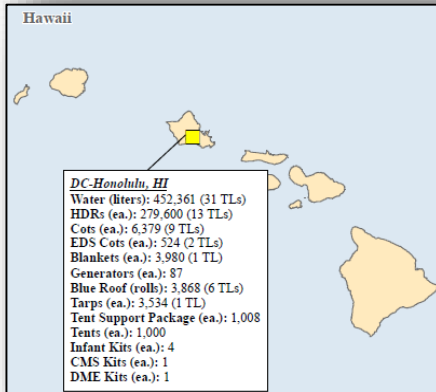 Hawaii
DC-Honolulu, HI
Water (liters): 452,361 (31 TLs)
HDRs (ea.): 279,600 (13 TLs)
Cots (ea.): 6,379 (9 TLs)
EDS Cots (ea.): 524 (2 TLs)
Blankets (ea.): 3,980 (1 TL)
Generators (ea.): 87
Blue Roof (rolls): 3,868 (6 TLs)
Tarps (ea.): 3,534 (1 TL)
Tent Support Package (ea.): 1,008
Tents (ea.): 1,000
Infant Kits (ea.): 4
CMS Kits (ea.): 1
DME Kits (ea.): 1